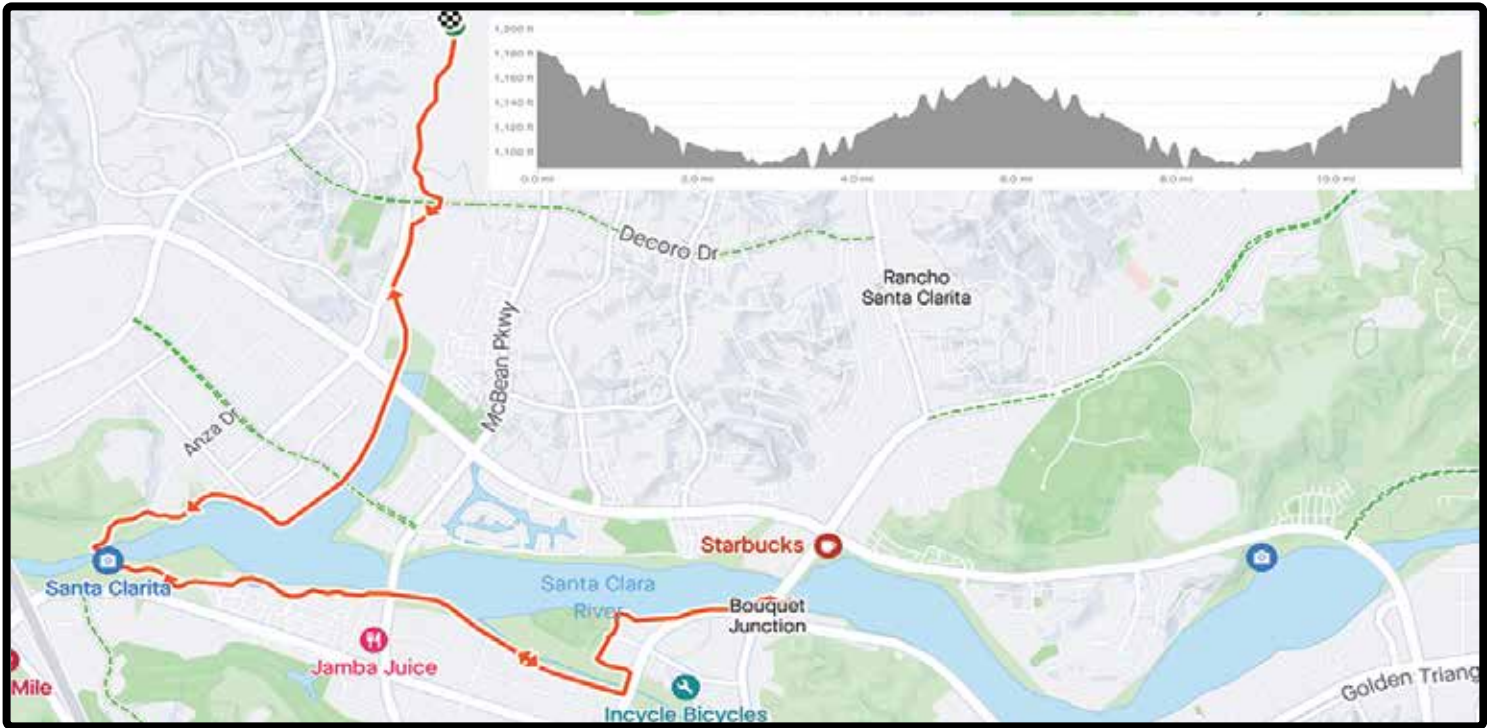 1,200 ft
1,180 ft
1,160 ft
1,140 ft
1,120 ft
1,100 ft
0.0 mi
2.0 mi
4.0 mi
6.0 mi
8.0 mi
10.0 mi
Decoro Dr
Rancho
Santa Clarita
McBean Pkwy
Anza Dr
Starbucks
Santa Clarita
Santa Clara
River
Bouquet
Junction
Jamba Juice
Mile
Incycle Bicycles
Golden Triang